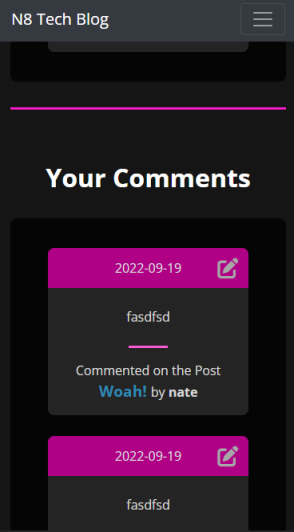 N8 Tech Blog
Your Comments
2022-09-19
fasdfsd
Commented on the Post
Woah! by nate
2022-09-19
fasdfsd